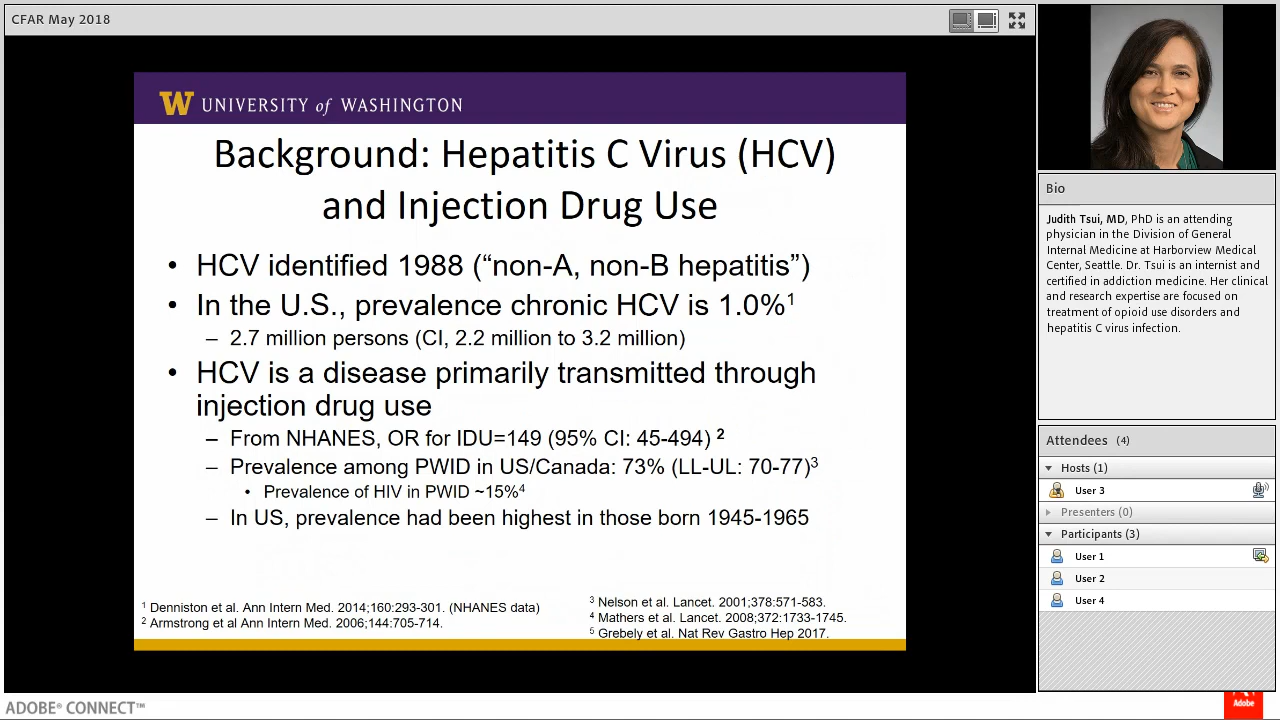 CFAR May 2018
W UNIVERSITY of WASHINGTON
Background: Hepatitis C Virus (HCV)
and Injection Drug Use
• HCV identified 1988 (“non-A, non-B hepatitis”)
• In the U.S., prevalence chronic HCV is 1.0%¹
– 2.7 million persons (CI, 2.2 million to 3.2 million)
• HCV is a disease primarily transmitted through
injection drug use
– From NHANES, OR for IDU=149 (95% CI: 45-494) ²
– Prevalence among PWID in US/Canada: 73% (LL-UL: 70-77)³
• Prevalence of HIV in PWID ~15%⁴
– In US, prevalence had been highest in those born 1945-1965
¹ Denniston et al. Ann Intern Med. 2014;160:293-301. (NHANES data)
² Armstrong et al Ann Intern Med. 2006;144:705-714.
³ Nelson et al. Lancet. 2001;378:571-583.
⁴ Mathers et al. Lancet. 2008;372:1733-1745.
⁵ Grebely et al. Nat Rev Gastro Hep 2017.
Bio
Judith Tsui, MD, PhD is an attending
physician in the Division of General
Internal Medicine at Harborview Medical
Center, Seattle. Dr. Tsui is an internist and
certified in addiction medicine. Her clinical
and research expertise are focused on
treatment of opioid use disorders and
hepatitis C virus infection.
Attendees (4)
Hosts (1)
User 3
Presenters (0)
Participants (3)
User 1
User 2
User 4
ADOBE® CONNECT™
Adobe